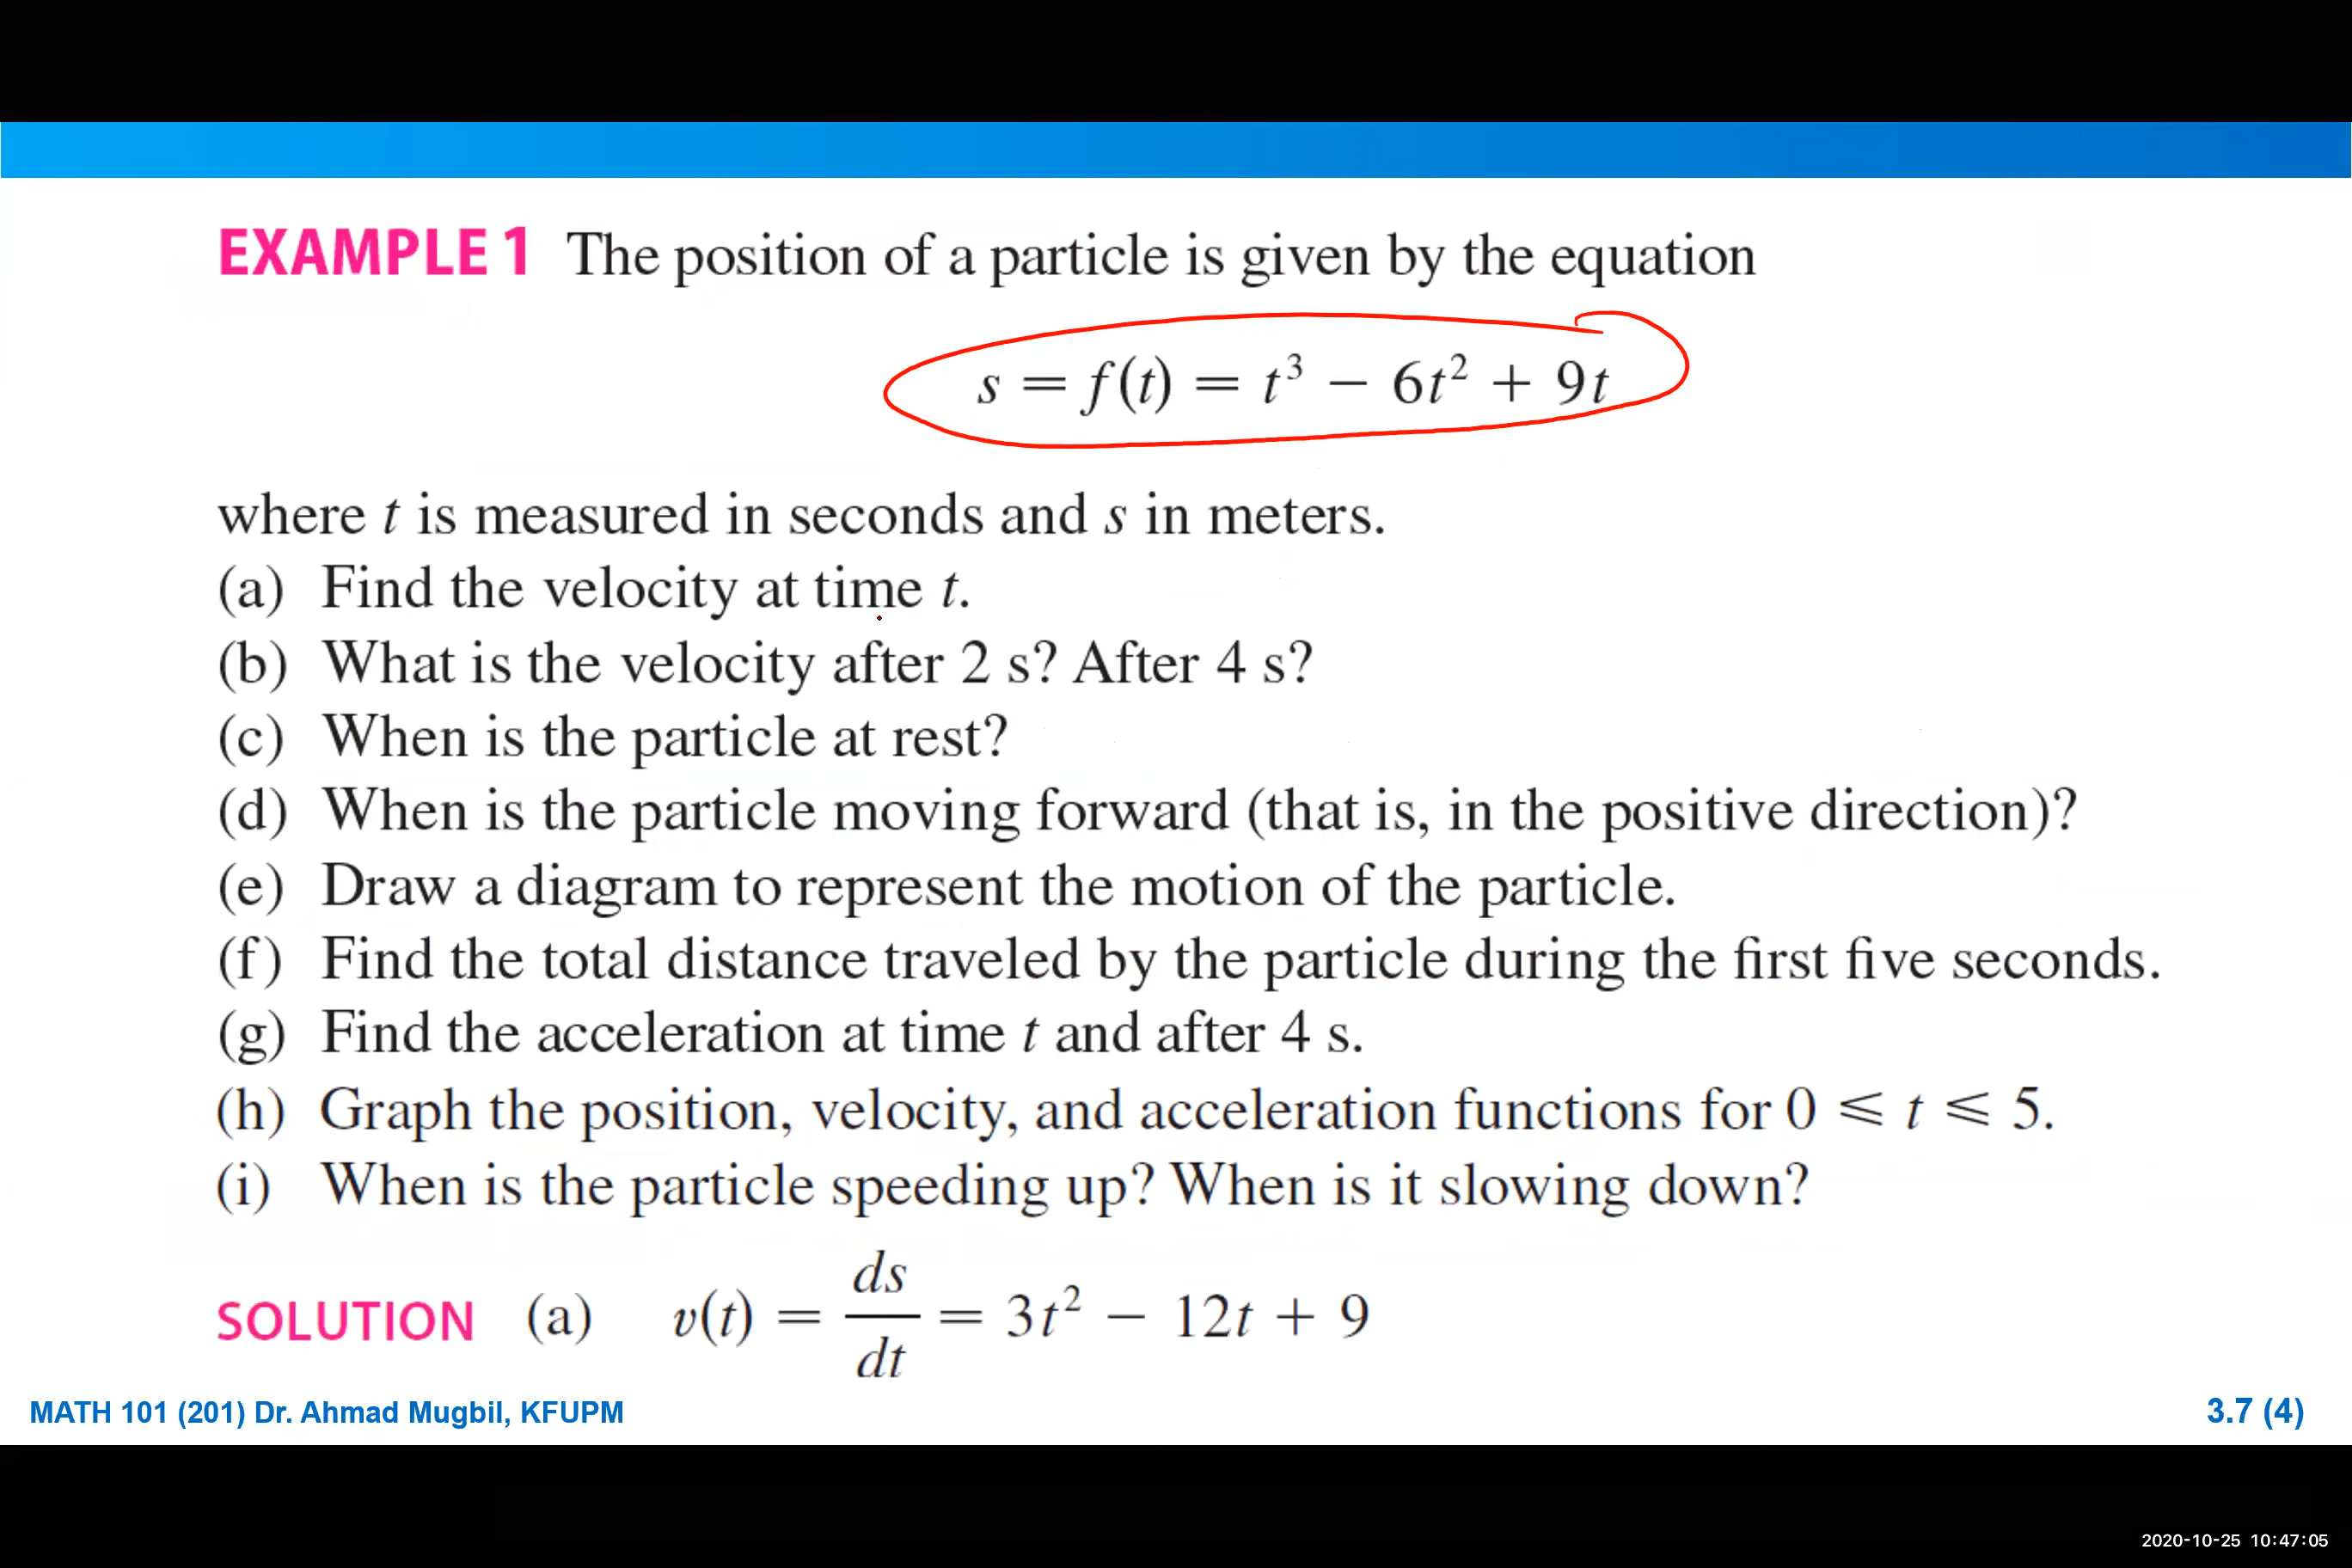 EXAMPLE 1 The position of a particle is given by the equation
s = f(t) = t³ − 6t² + 9t
where t is measured in seconds and s in meters.
(a) Find the velocity at time t.
(b) What is the velocity after 2 s? After 4 s?
(c) When is the particle at rest?
(d) When is the particle moving forward (that is, in the positive direction)?
(e) Draw a diagram to represent the motion of the particle.
(f) Find the total distance traveled by the particle during the first five seconds.
(g) Find the acceleration at time t and after 4 s.
(h) Graph the position, velocity, and acceleration functions for 0 ⩽ t ⩽ 5.
(i) When is the particle speeding up? When is it slowing down?
SOLUTION (a) v(t) = ds/dt = 3t² − 12t + 9
MATH 101 (201) Dr. Ahmad Mugbil, KFUPM 3.7 (4)
2020-10-25 10:47:05